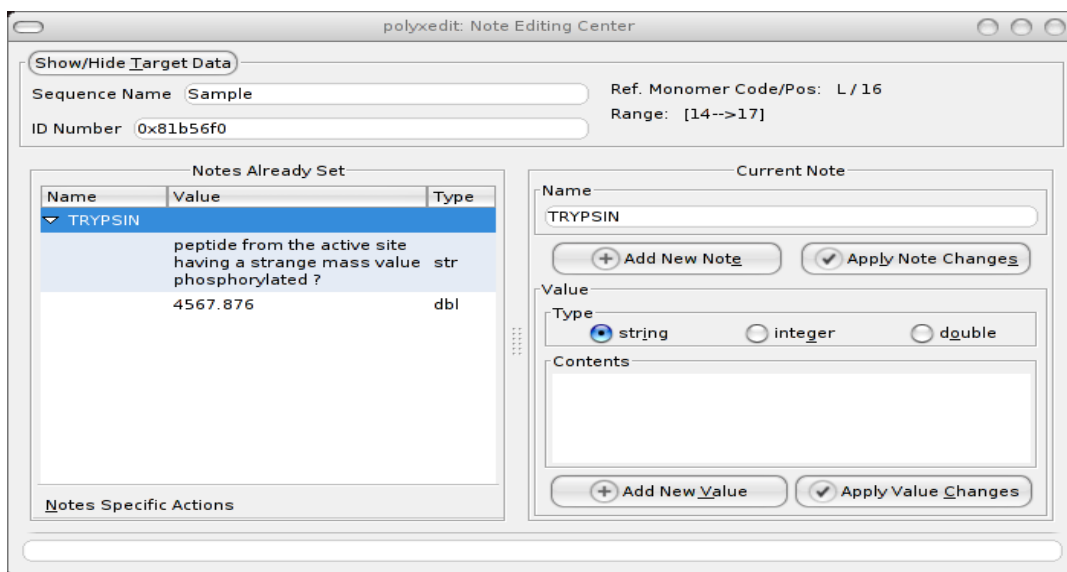 polyxedit: Note Editing Center
Show/Hide Target Data
Sequence Name Sample
Ref. Monomer Code/Pos: L / 16
Range: [14-->17]
ID Number 0x81b56f0
Notes Already Set
Name Value Type
TRYPSIN
peptide from the active site
having a strange mass value str
phosphorylated ?
4567.876 dbl
Notes Specific Actions
Current Note
Name
TRYPSIN
Add New Note Apply Note Changes
Value
Type
string integer double
Contents
Add New Value Apply Value Changes